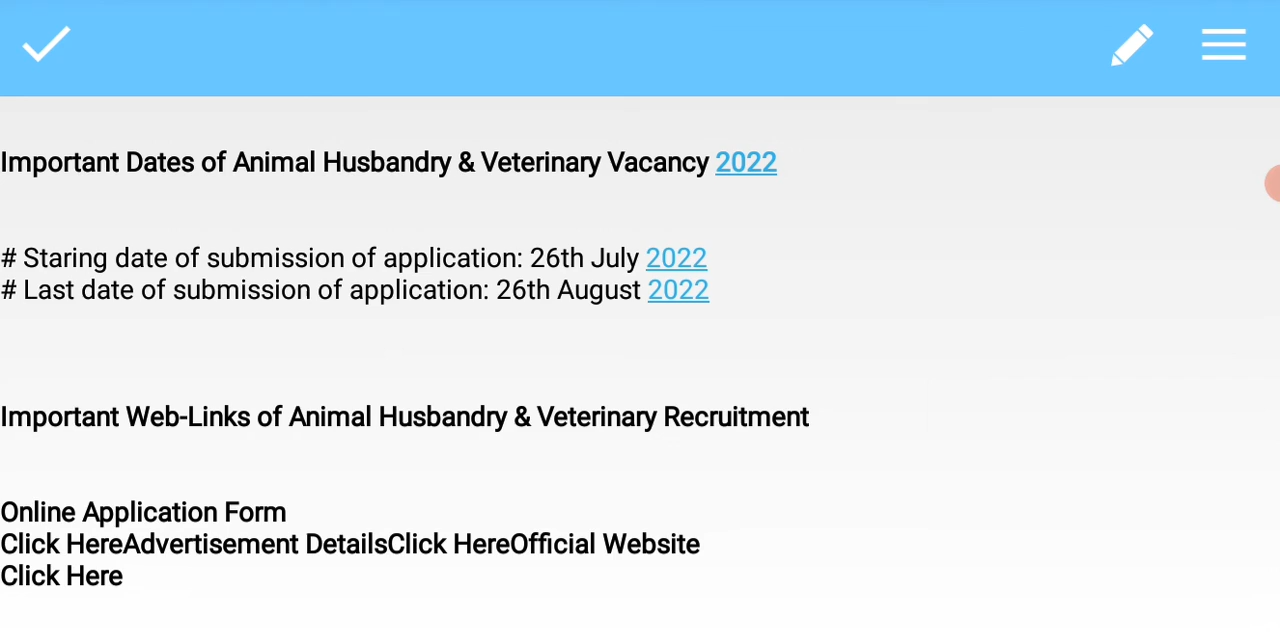 Important Dates of Animal Husbandry & Veterinary Vacancy 2022
# Staring date of submission of application: 26th July 2022
# Last date of submission of application: 26th August 2022
Important Web-Links of Animal Husbandry & Veterinary Recruitment
Online Application Form
Click HereAdvertisement DetailsClick HereOfficial Website
Click Here